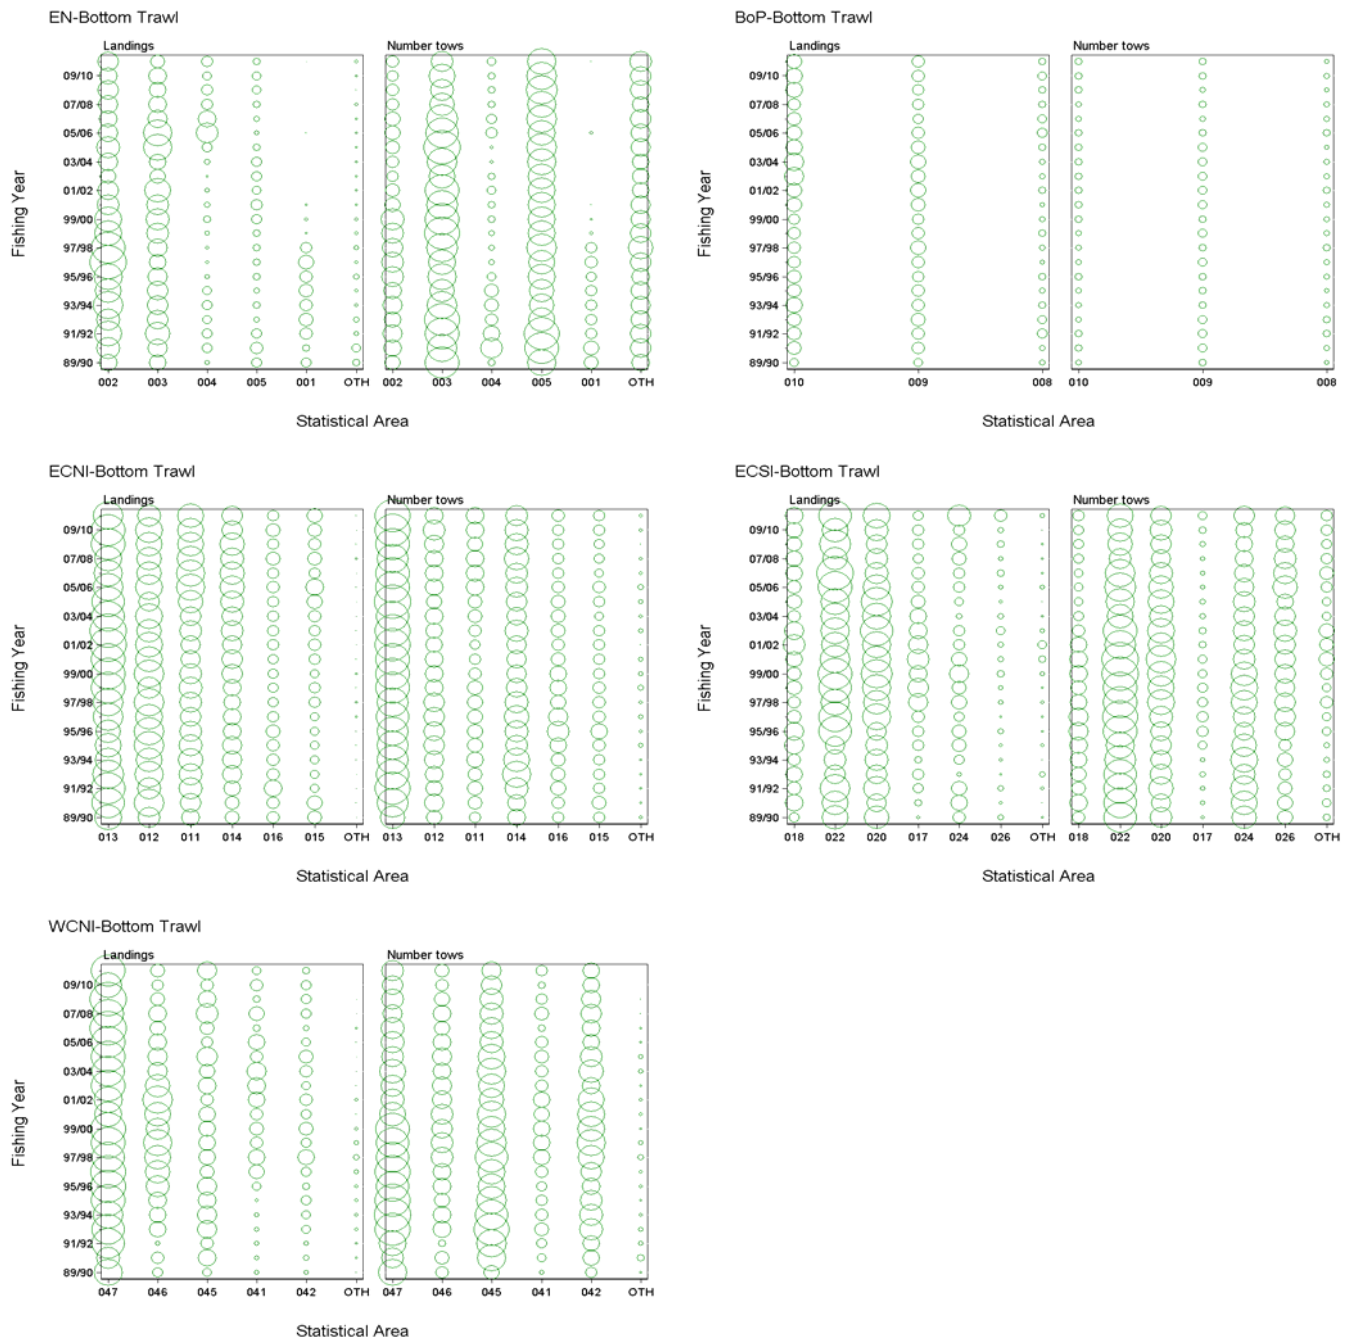 EN-Bottom Trawl
Landings
Number tows
Fishing Year
09/10
07/08
05/06
03/04
01/02
99/00
97/98
95/96
93/94
91/92
89/90
002 003 004 005 001 OTH
002 003 004 005 001 OTH
Statistical Area
BoP-Bottom Trawl
Landings
Number tows
Fishing Year
09/10
07/08
05/06
03/04
01/02
99/00
97/98
95/96
93/94
91/92
89/90
010 009 008
010 009 008
Statistical Area
ECNI-Bottom Trawl
Landings
Number tows
Fishing Year
09/10
07/08
05/06
03/04
01/02
99/00
97/98
95/96
93/94
91/92
89/90
013 012 011 014 016 015 OTH
013 012 011 014 016 015 OTH
Statistical Area
ECSI-Bottom Trawl
Landings
Number tows
Fishing Year
09/10
07/08
05/06
03/04
01/02
99/00
97/98
95/96
93/94
91/92
89/90
018 022 020 017 024 026 OTH
018 022 020 017 024 026 OTH
Statistical Area
WCNI-Bottom Trawl
Landings
Number tows
Fishing Year
09/10
07/08
05/06
03/04
01/02
99/00
97/98
95/96
93/94
91/92
89/90
047 046 045 041 042 OTH
047 046 045 041 042 OTH
Statistical Area